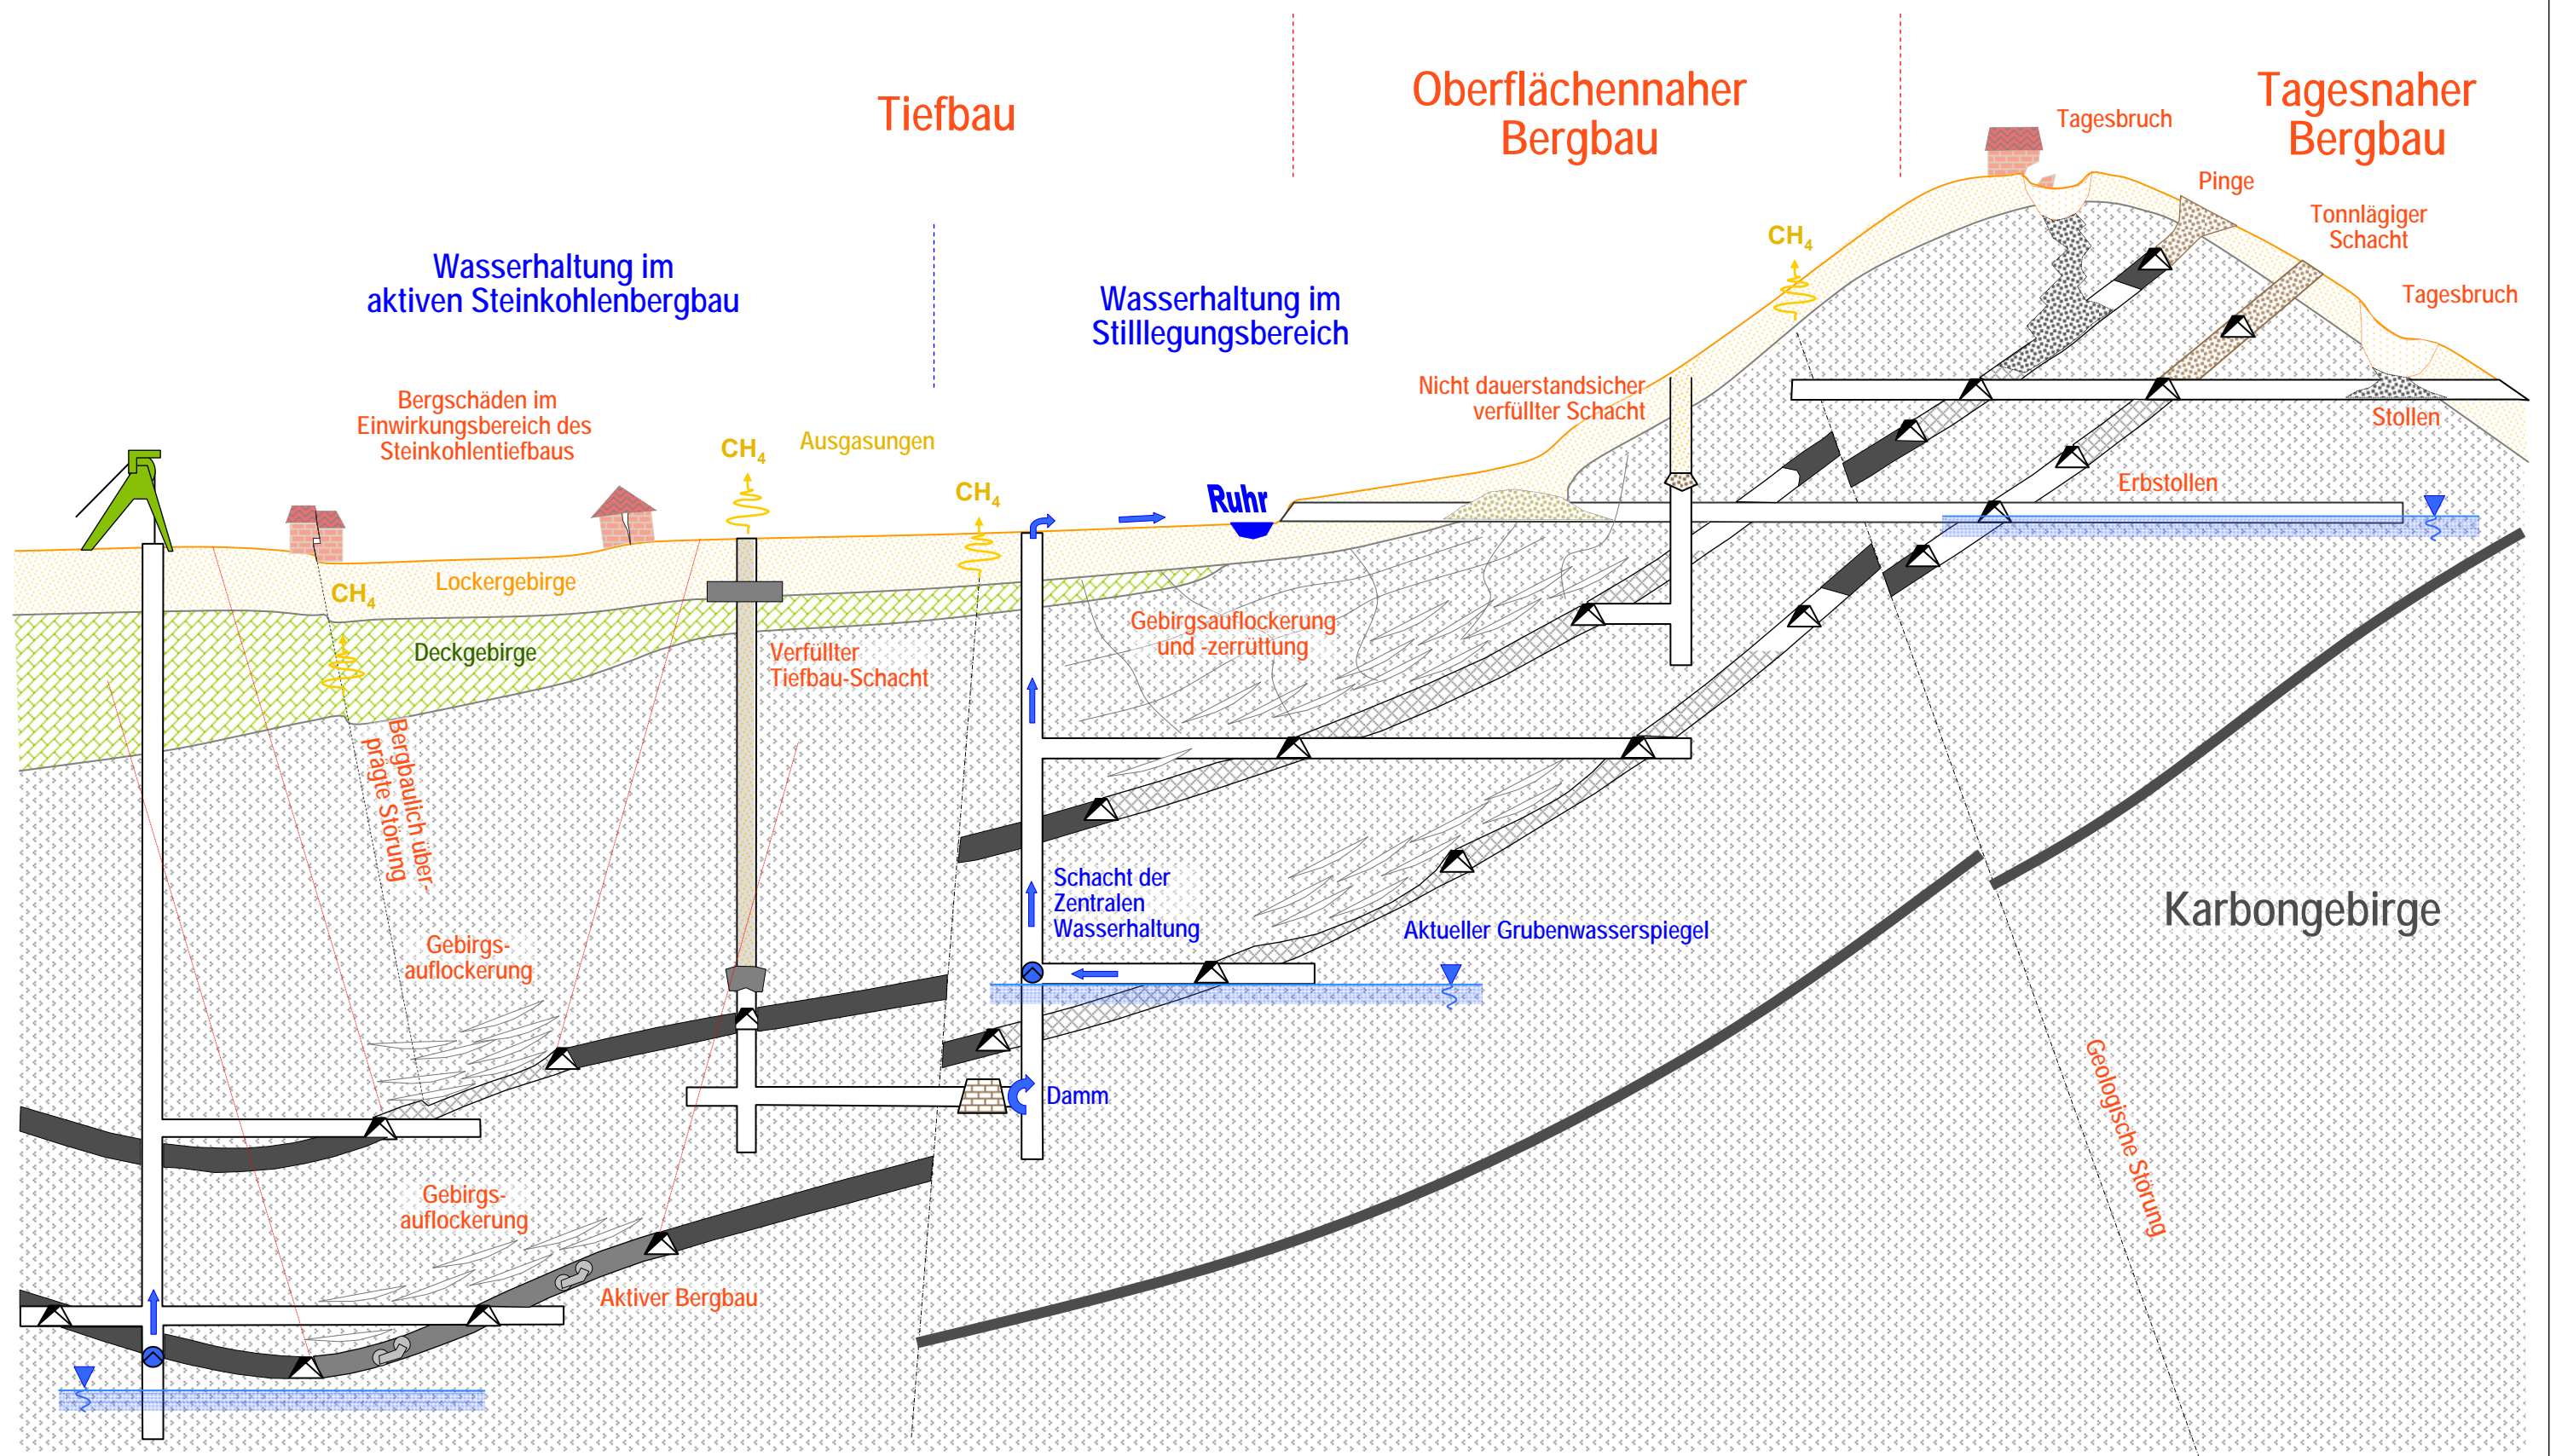 Tiefbau
Oberflächennaher
Bergbau
Tagesnaher
Bergbau
Tagesbruch
Pinge
Tonnlägiger
Schacht
Tagesbruch
CH₄
Wasserhaltung im
aktiven Steinkohlenbergbau
Wasserhaltung im
Stilllegungsbereich
Bergschäden im
Einwirkungsbereich des
Steinkohlentiefbaus
CH₄
Ausgasungen
CH₄
Nicht dauerstandsicher
verfüllter Schacht
Stollen
Ruhr
Erbstollen
Lockergebirge
CH₄
Deckgebirge
Verfüllter
Tiefbau-Schacht
Gebirgsauflockerung
und -zerrüttung
Bergbaulich über-
prägte Störung
Schacht der
Zentralen
Wasserhaltung
Aktueller Grubenwasserspiegel
Karbongebirge
Gebirgs-
auflockerung
Damm
Geologische Störung
Gebirgs-
auflockerung
Aktiver Bergbau